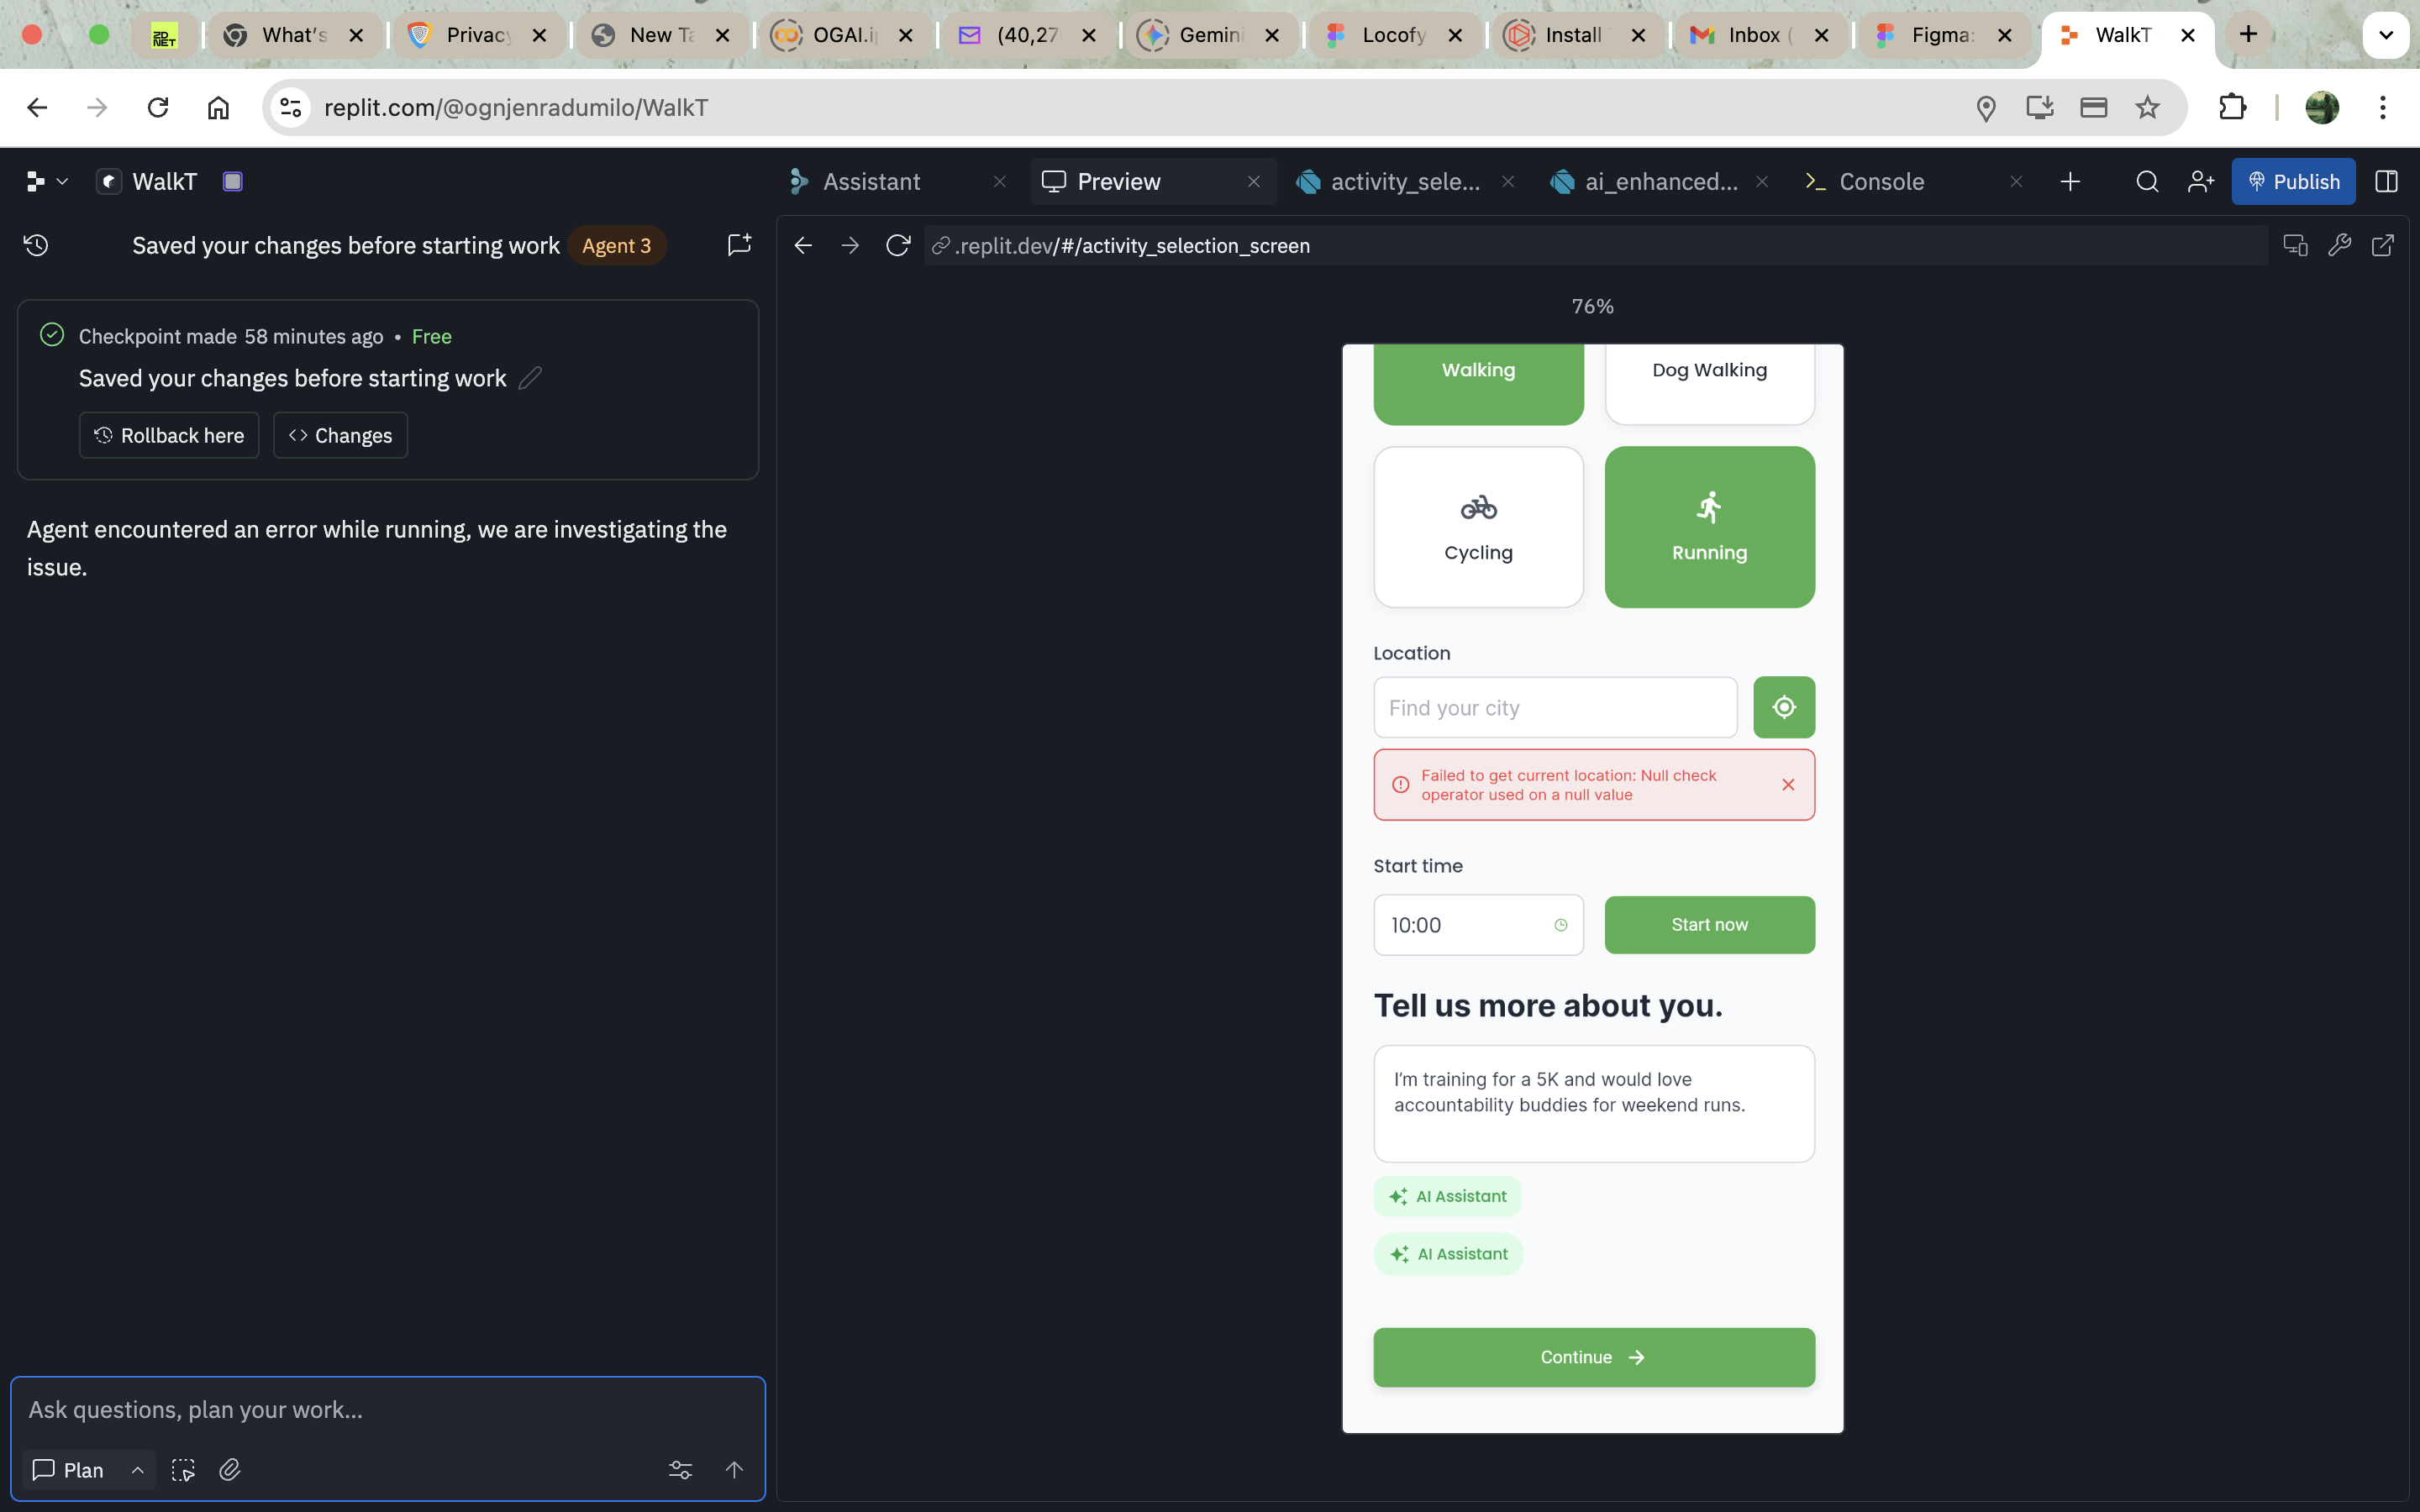 ZD
NET
What's
Privacy
New Ta
OGAI.i
(40,27
Gemini
Locofy
Install
Inbox (
Figma:
WalkT
replit.com/@ognjenradumilo/WalkT
WalkT
Assistant
Preview
activity_sele...
ai_enhanced...
Console
Publish
Saved your changes before starting work
Agent 3
.replit.dev/#/activity_selection_screen
Checkpoint made 58 minutes ago • Free
Saved your changes before starting work
Rollback here
Changes
Agent encountered an error while running, we are investigating the
issue.
Ask questions, plan your work...
Plan
76%
Walking
Dog Walking
Cycling
Running
Location
Find your city
Failed to get current location: Null check
operator used on a null value
Start time
10:00
Start now
Tell us more about you.
I'm training for a 5K and would love
accountability buddies for weekend runs.
AI Assistant
AI Assistant
Continue